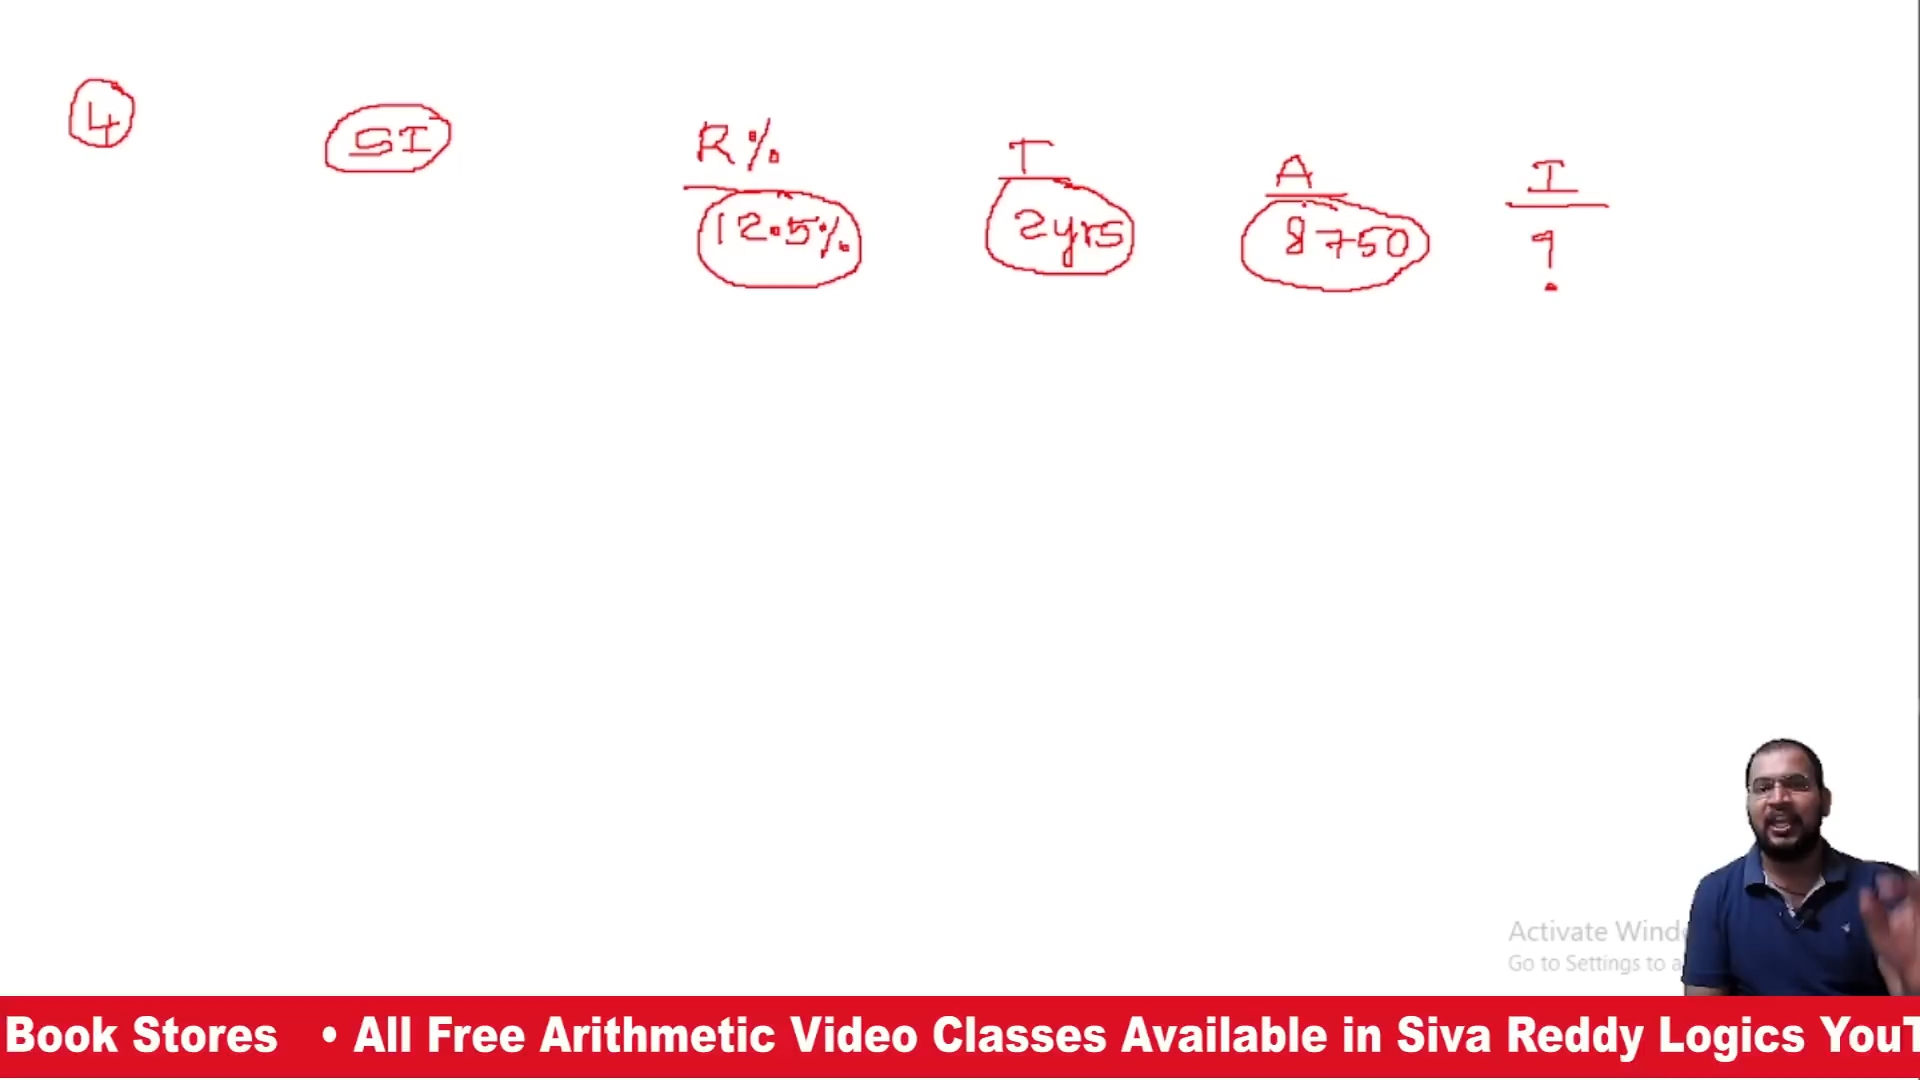 4 SI R% T A I
12.5% 2yrs 8750 ?
Activate Wind
Go to Settings to a
Book Stores • All Free Arithmetic Video Classes Available in Siva Reddy Logics YouT